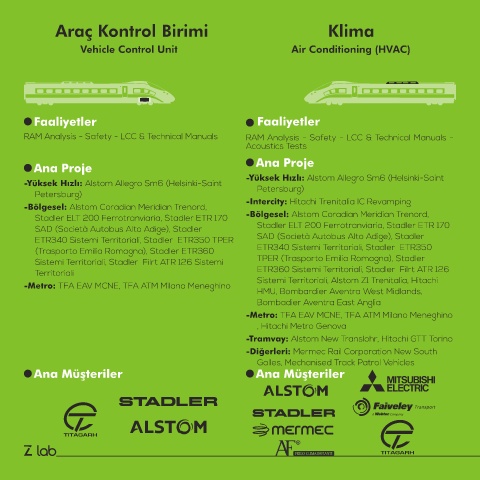 Araç Kontrol Birimi
Vehicle Control Unit
Faaliyetler
RAM Analysis - Safety - LCC & Technical Manuals
Ana Proje
-Yüksek Hızlı: Alstom Allegro Sm6 (Helsinki-Saint
Petersburg)
-Bölgesel: Alstom Coradian Meridian Trenord,
Stadler ELT 200 Ferrotranviaria, Stadler ETR 170
SAD (Società Autobus Alto Adige), Stadler
ETR340 Sistemi Territoriali, Stadler ETR350 TPER
(Trasporto Emilia Romagna), Stadler ETR360
Sistemi Territoriali, Stadler Flirt ATR 126 Sistemi
Territoriali
-Metro: TFA EAV MCNE, TFA ATM Milano Meneghino
Ana Müşteriler
STADLER
TITAGARH
ALSTOM
Z lab
Klima
Air Conditioning (HVAC)
Faaliyetler
RAM Analysis - Safety - LCC & Technical Manuals -
Acoustics Tests
Ana Proje
-Yüksek Hızlı: Alstom Allegro Sm6 (Helsinki-Saint
Petersburg)
-Intercity: Hitachi Trenitalia IC Revamping
-Bölgesel: Alstom Coradian Meridian Trenord,
Stadler ELT 200 Ferrotranviaria, Stadler ETR 170
SAD (Società Autobus Alto Adige), Stadler
ETR340 Sistemi Territoriali, Stadler ETR350
TPER (Trasporto Emilia Romagna), Stadler
ETR360 Sistemi Territoriali, Stadler Flirt ATR 126
Sistemi Territoriali, Alstom Z1 Trenitalia, Hitachi
HMU, Bombardier Aventra West Midlands,
Bombadier Aventra East Anglia
-Metro: TFA EAV MCNE, TFA ATM Milano Meneghino
, Hitachi Metro Genova
-Tramvay: Alstom New Translohr, Hitachi GTT Torino
-Diğerleri: Mermec Rail Corporation New South
Galles, Mechanised Track Patrol Vehicles
Ana Müşteriler
ALSTOM
MITSUBISHI
ELECTRIC
STADLER
Faiveley Transport
a Wabtec company
MERMEC
AF
TITAGARH